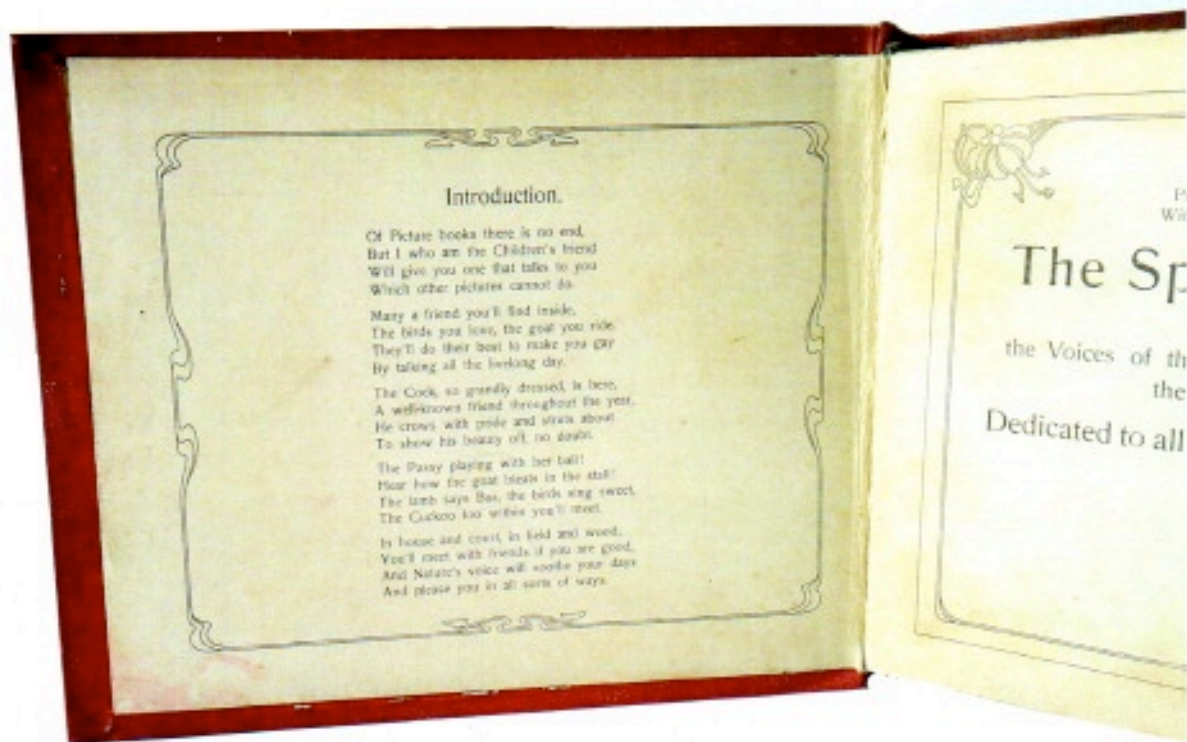 Introduction.
Of Picture books there is no end,
But I who am the Children's friend
Will give you one that talks to you
Which other pictures cannot do.
Many a friend you'll find inside,
The birds you love, the goat you ride.
They'll do their best to make you gay
By talking all the livelong day.
The Cock, so grandly dressed, is here,
A well-known friend throughout the year,
He crows with pride and struts about
To show his beauty off, no doubt.
The Pussy playing with her ball!
Hear how the goat bleats in the stall!
The lamb says Baa, the birds sing sweet,
The Cuckoo too within you'll meet.
In house and court, in field and wood,
You'll meet with friends if you are good,
And Nature's voice will soothe your days
And please you in all sorts of ways.
The Sp
the Voices of th
the
Dedicated to all